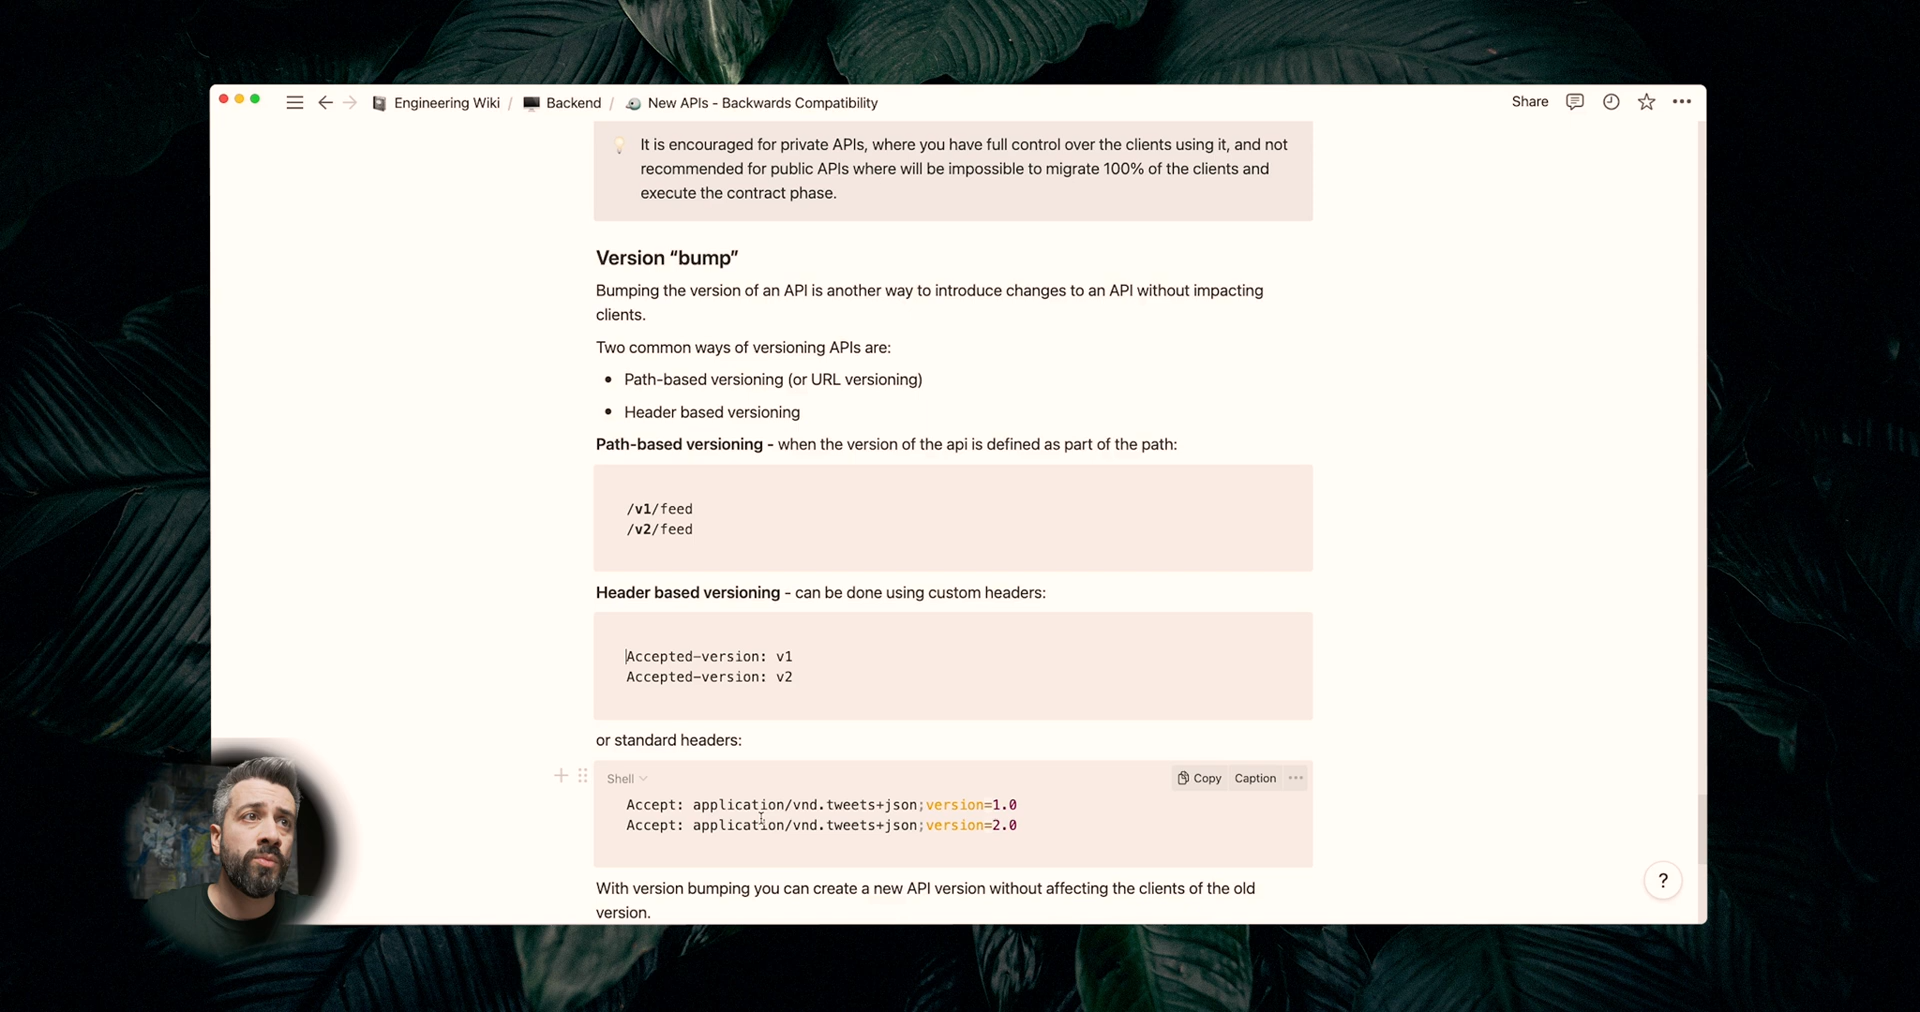 Engineering Wiki / Backend / New APIs - Backwards Compatibility
Share
It is encouraged for private APIs, where you have full control over the clients using it, and not
recommended for public APIs where will be impossible to migrate 100% of the clients and
execute the contract phase.
Version “bump”
Bumping the version of an API is another way to introduce changes to an API without impacting
clients.
Two common ways of versioning APIs are:
• Path-based versioning (or URL versioning)
• Header based versioning
Path-based versioning - when the version of the api is defined as part of the path:
/v1/feed
/v2/feed
Header based versioning - can be done using custom headers:
Accepted-version: v1
Accepted-version: v2
or standard headers:
Shell
Copy Caption
Accept: application/vnd.tweets+json;version=1.0
Accept: application/vnd.tweets+json;version=2.0
With version bumping you can create a new API version without affecting the clients of the old
version.
?